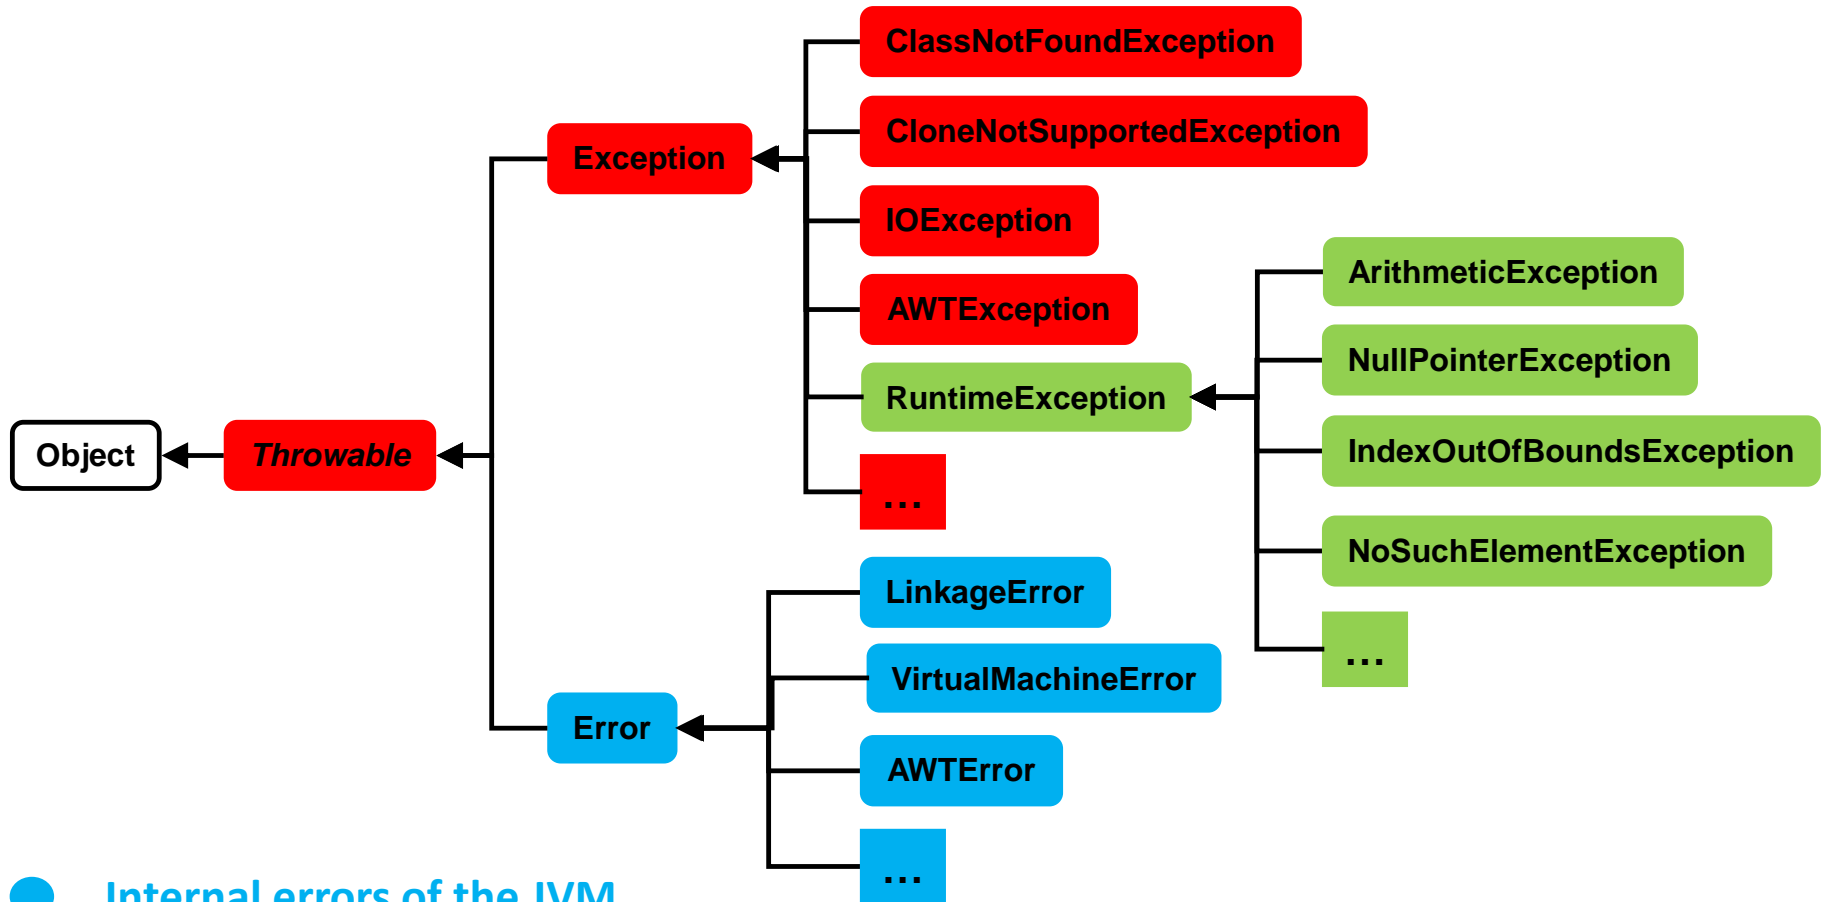 ClassNotFoundException
CloneNotSupportedException
Exception
IOException
ArithmeticException
AWTException
NullPointerException
RuntimeException
Object
Throwable
IndexOutOfBoundsException
...
NoSuchElementException
LinkageError
...
VirtualMachineError
Error
AWTError
...
Internal errors of the JVM